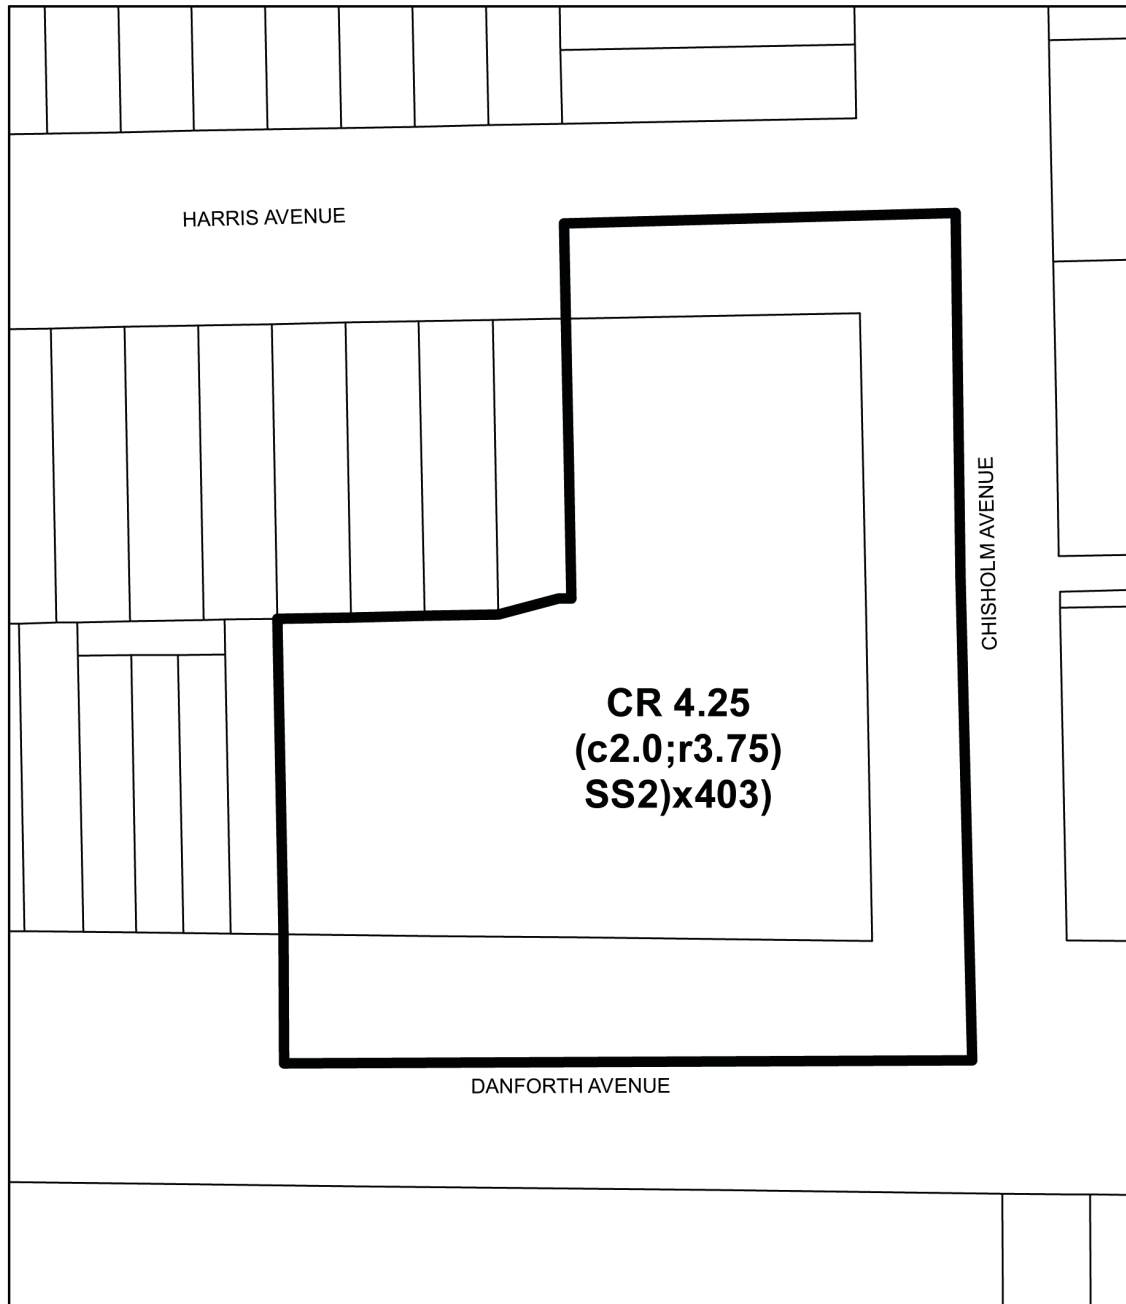 HARRIS AVENUE
CHISHOLM AVENUE
CR 4.25
(c2.0;r3.75)
SS2)x403)
DANFORTH AVENUE